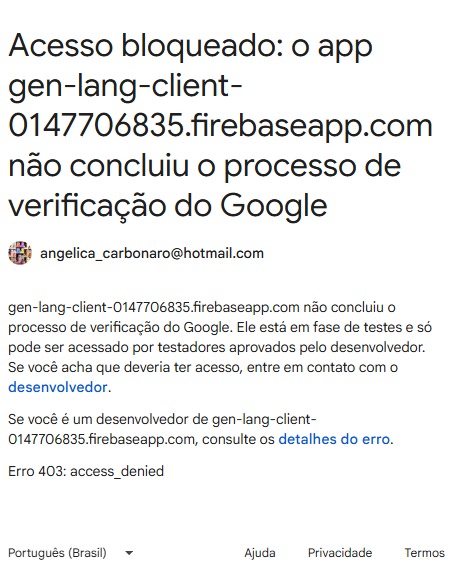 Acesso bloqueado: o app
gen-lang-client-
0147706835.firebaseapp.com
não concluiu o processo de
verificação do Google
angelica_carbonaro@hotmail.com
gen-lang-client-0147706835.firebaseapp.com não concluiu o
processo de verificação do Google. Ele está em fase de testes e só
pode ser acessado por testadores aprovados pelo desenvolvedor.
Se você acha que deveria ter acesso, entre em contato com o
desenvolvedor.
Se você é um desenvolvedor de gen-lang-client-
0147706835.firebaseapp.com, consulte os detalhes do erro.
Erro 403: access_denied
Português (Brasil) Ajuda Privacidade Termos